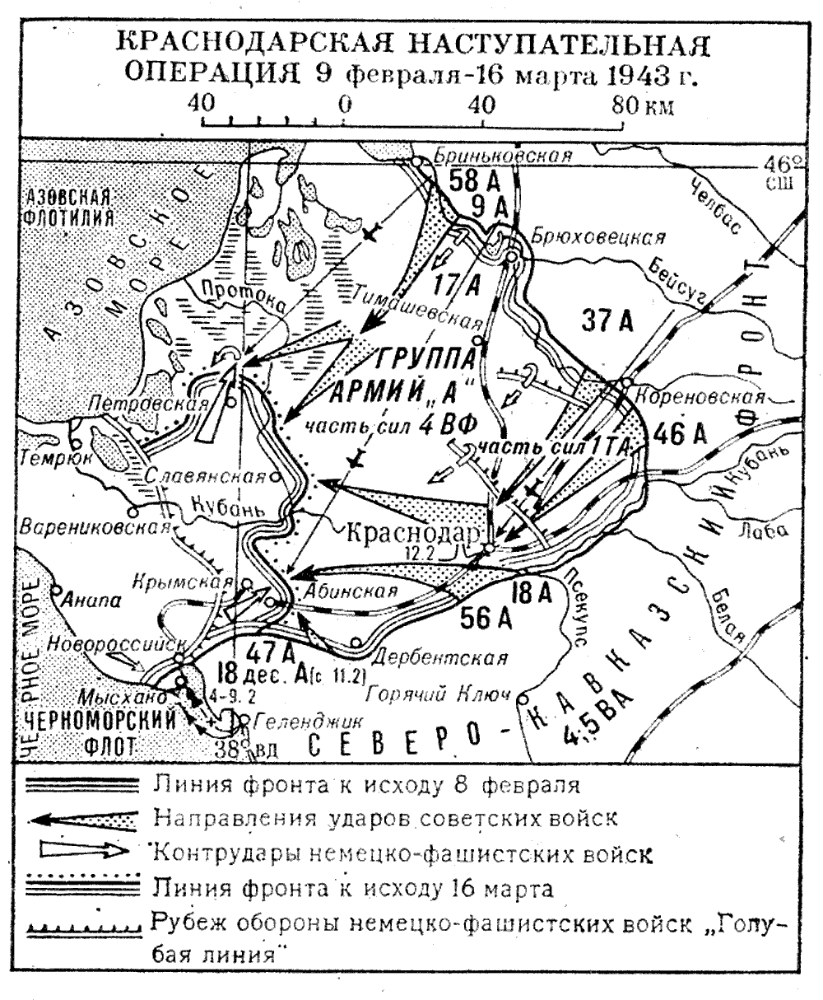 КРАСНОДАРСКАЯ НАСТУПАТЕЛЬНАЯ
ОПЕРАЦИЯ 9 февраля-16 марта 1943 г.
40 0 40 80 км
Бриньковская
46°
СШ
58 А
9 А
АЗОВСКАЯ
ФЛОТИЛИЯ
АЗОВСКОЕ
МОРЕ
Челбас
Брюховецкая
Бейсуг
17 А
Протока
Тимашевская
37 А
ГРУППА
АРМИЙ „А“
часть сил 4 ВФ
Кореновская
Петровская
часть сил 1 ТА
46 А
Темрюк
Славянская
Кубань
Кубань
Варениковская
Краснодар
12.2
Лаба
Крымская
Абинская
Псекупс
18 А
Белая
Анапа
56 А
Новороссийск
47 А
Дербентская
18 дес. А (с 11.2)
Мысхако
4-9.2
Горячий Ключ
ЧЕРНОЕ МОРЕ
ЧЕРНОМОРСКИЙ
ФЛОТ
Геленджик
38°
ВД
СЕВЕРО-КАВКАЗСКИЙ ФРОНТ
4,5 ВА
Линия фронта к исходу 8 февраля
Направления ударов советских войск
Контрудары немецко-фашистских войск
Линия фронта к исходу 16 марта
Рубеж обороны немецко-фашистских войск „Голу-
бая линия“